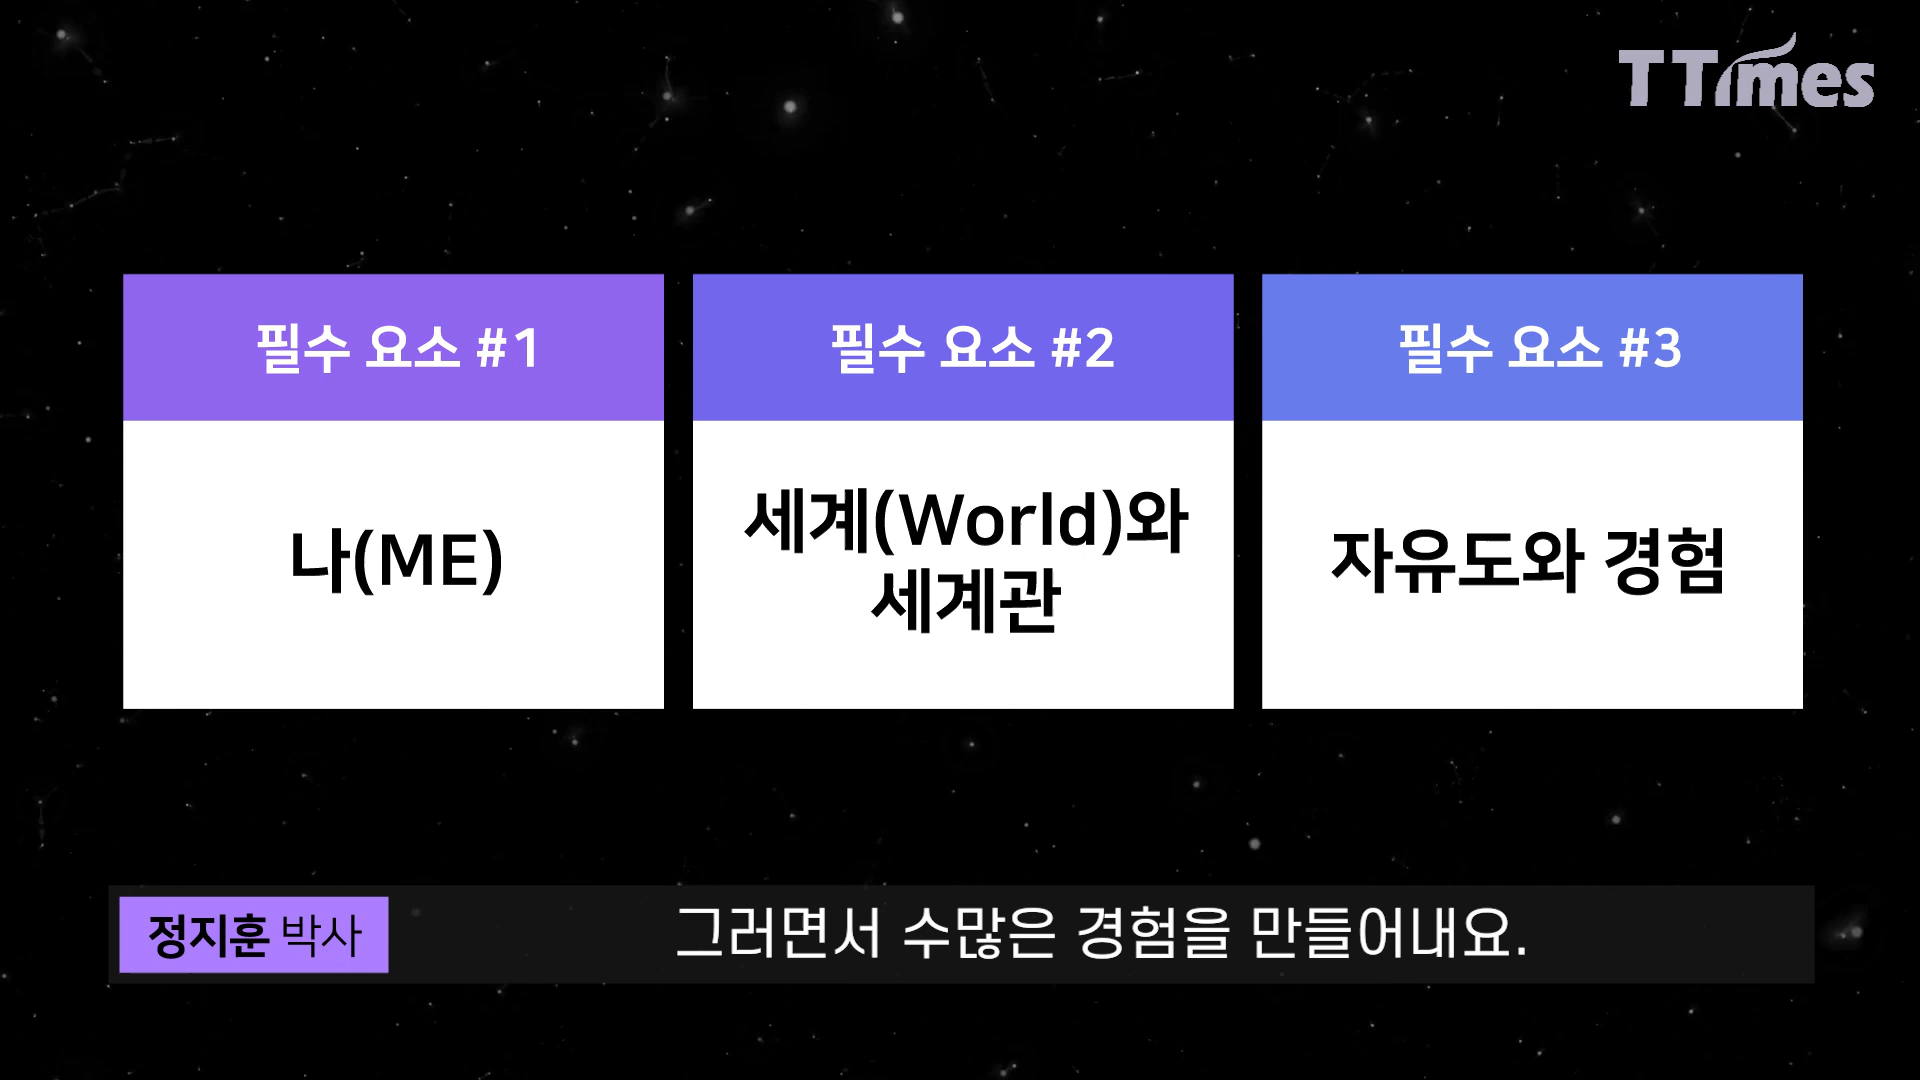 TTimes
필수 요소 #1
나(ME)
필수 요소 #2
세계(World)와
세계관
필수 요소 #3
자유도와 경험
정지훈 박사
그러면서 수많은 경험을 만들어내요.